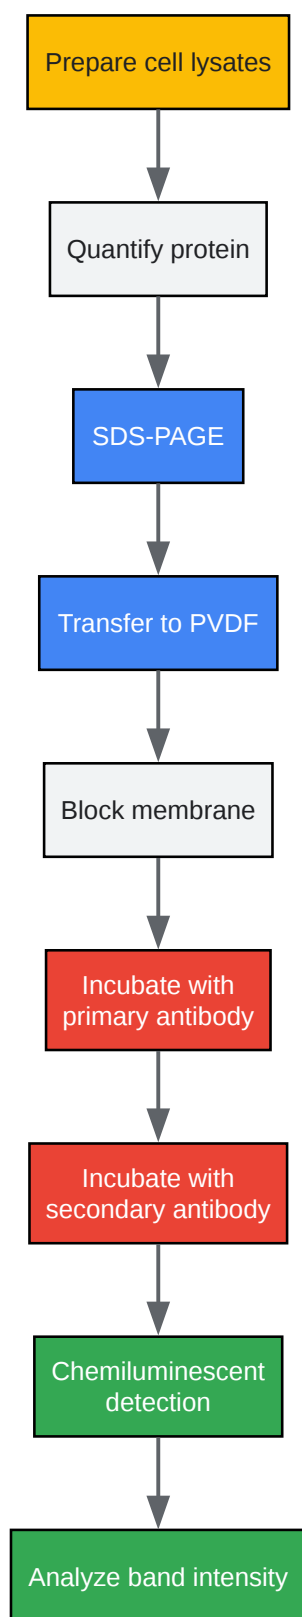 Prepare cell lysates
Quantify protein
SDS-PAGE
Transfer to PVDF
Block membrane
Incubate with
primary antibody
Incubate with
secondary antibody
Chemiluminescent
detection
Analyze band intensity